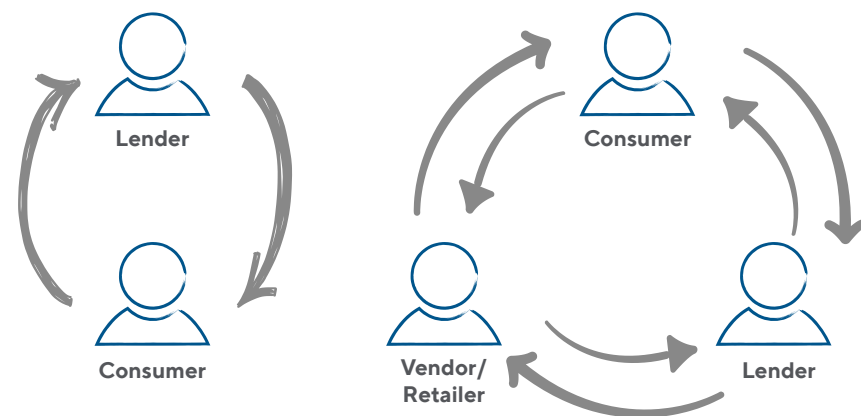 Lender
Consumer
Consumer
Vendor/
Retailer
Lender